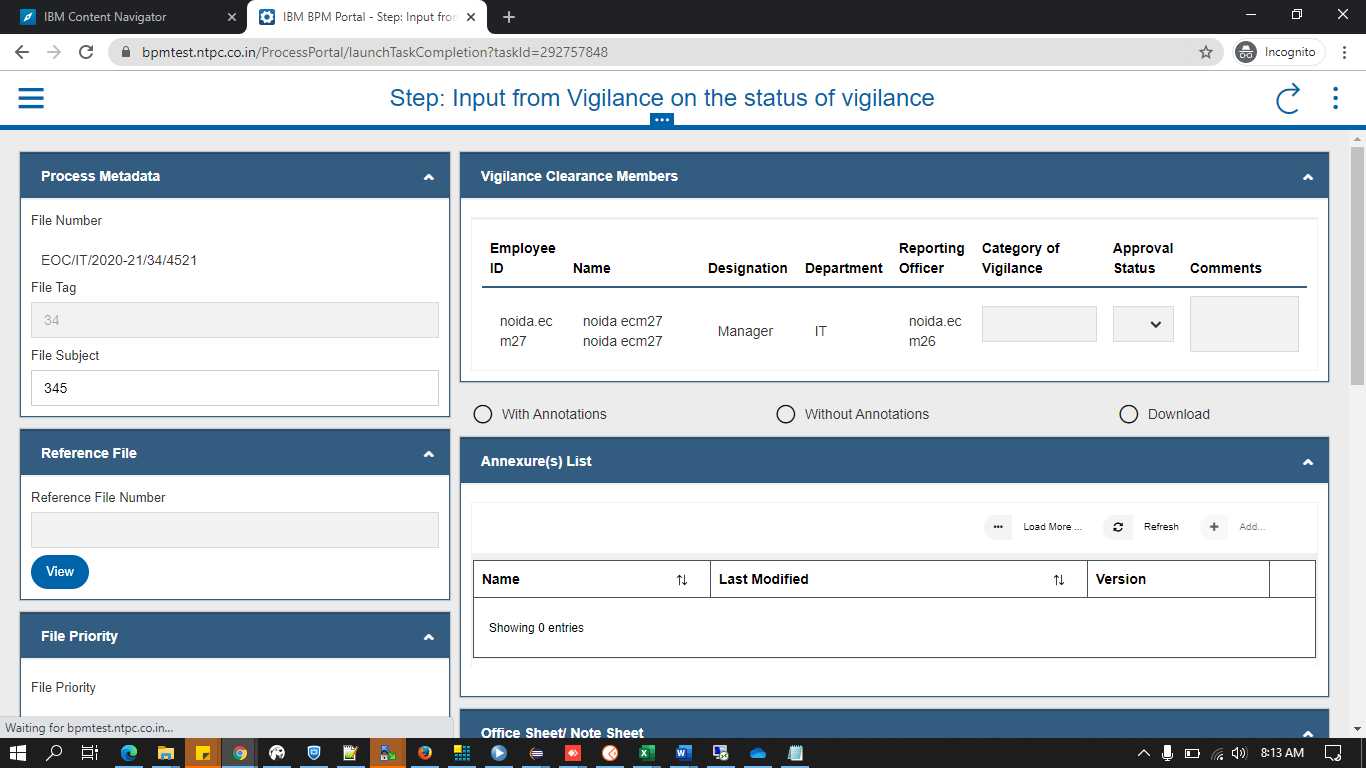 IBM Content Navigator
IBM BPM Portal - Step: Input from
bpmtest.ntpc.co.in/ProcessPortal/launchTaskCompletion?taskId=292757848
Incognito
Step: Input from Vigilance on the status of vigilance
Process Metadata
File Number
EOC/IT/2020-21/34/4521
File Tag
34
File Subject
345
Reference File
Reference File Number
View
File Priority
File Priority
Vigilance Clearance Members
Employee ID Name Designation Department Reporting Officer Category of Vigilance Approval Status Comments
noida.ec noida ecm27 Manager IT noida.ec
m27 noida ecm27 m26
With Annotations Without Annotations Download
Annexure(s) List
Load More ... Refresh Add...
Name Last Modified Version
Showing 0 entries
Office Sheet/ Note Sheet
Waiting for bpmtest.ntpc.co.in...
8:13 AM